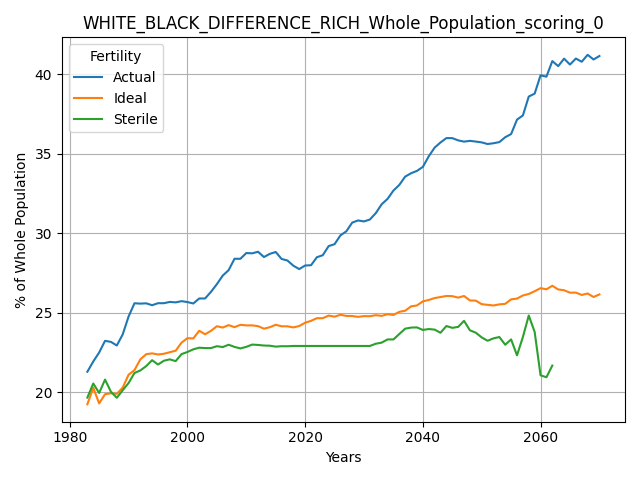 WHITE_BLACK_DIFFERENCE_RICH_Whole_Population_scoring_0
Fertility
Actual
Ideal
Sterile
% of Whole Population
40
35
30
25
20
1980
2000
2020
2040
2060
Years